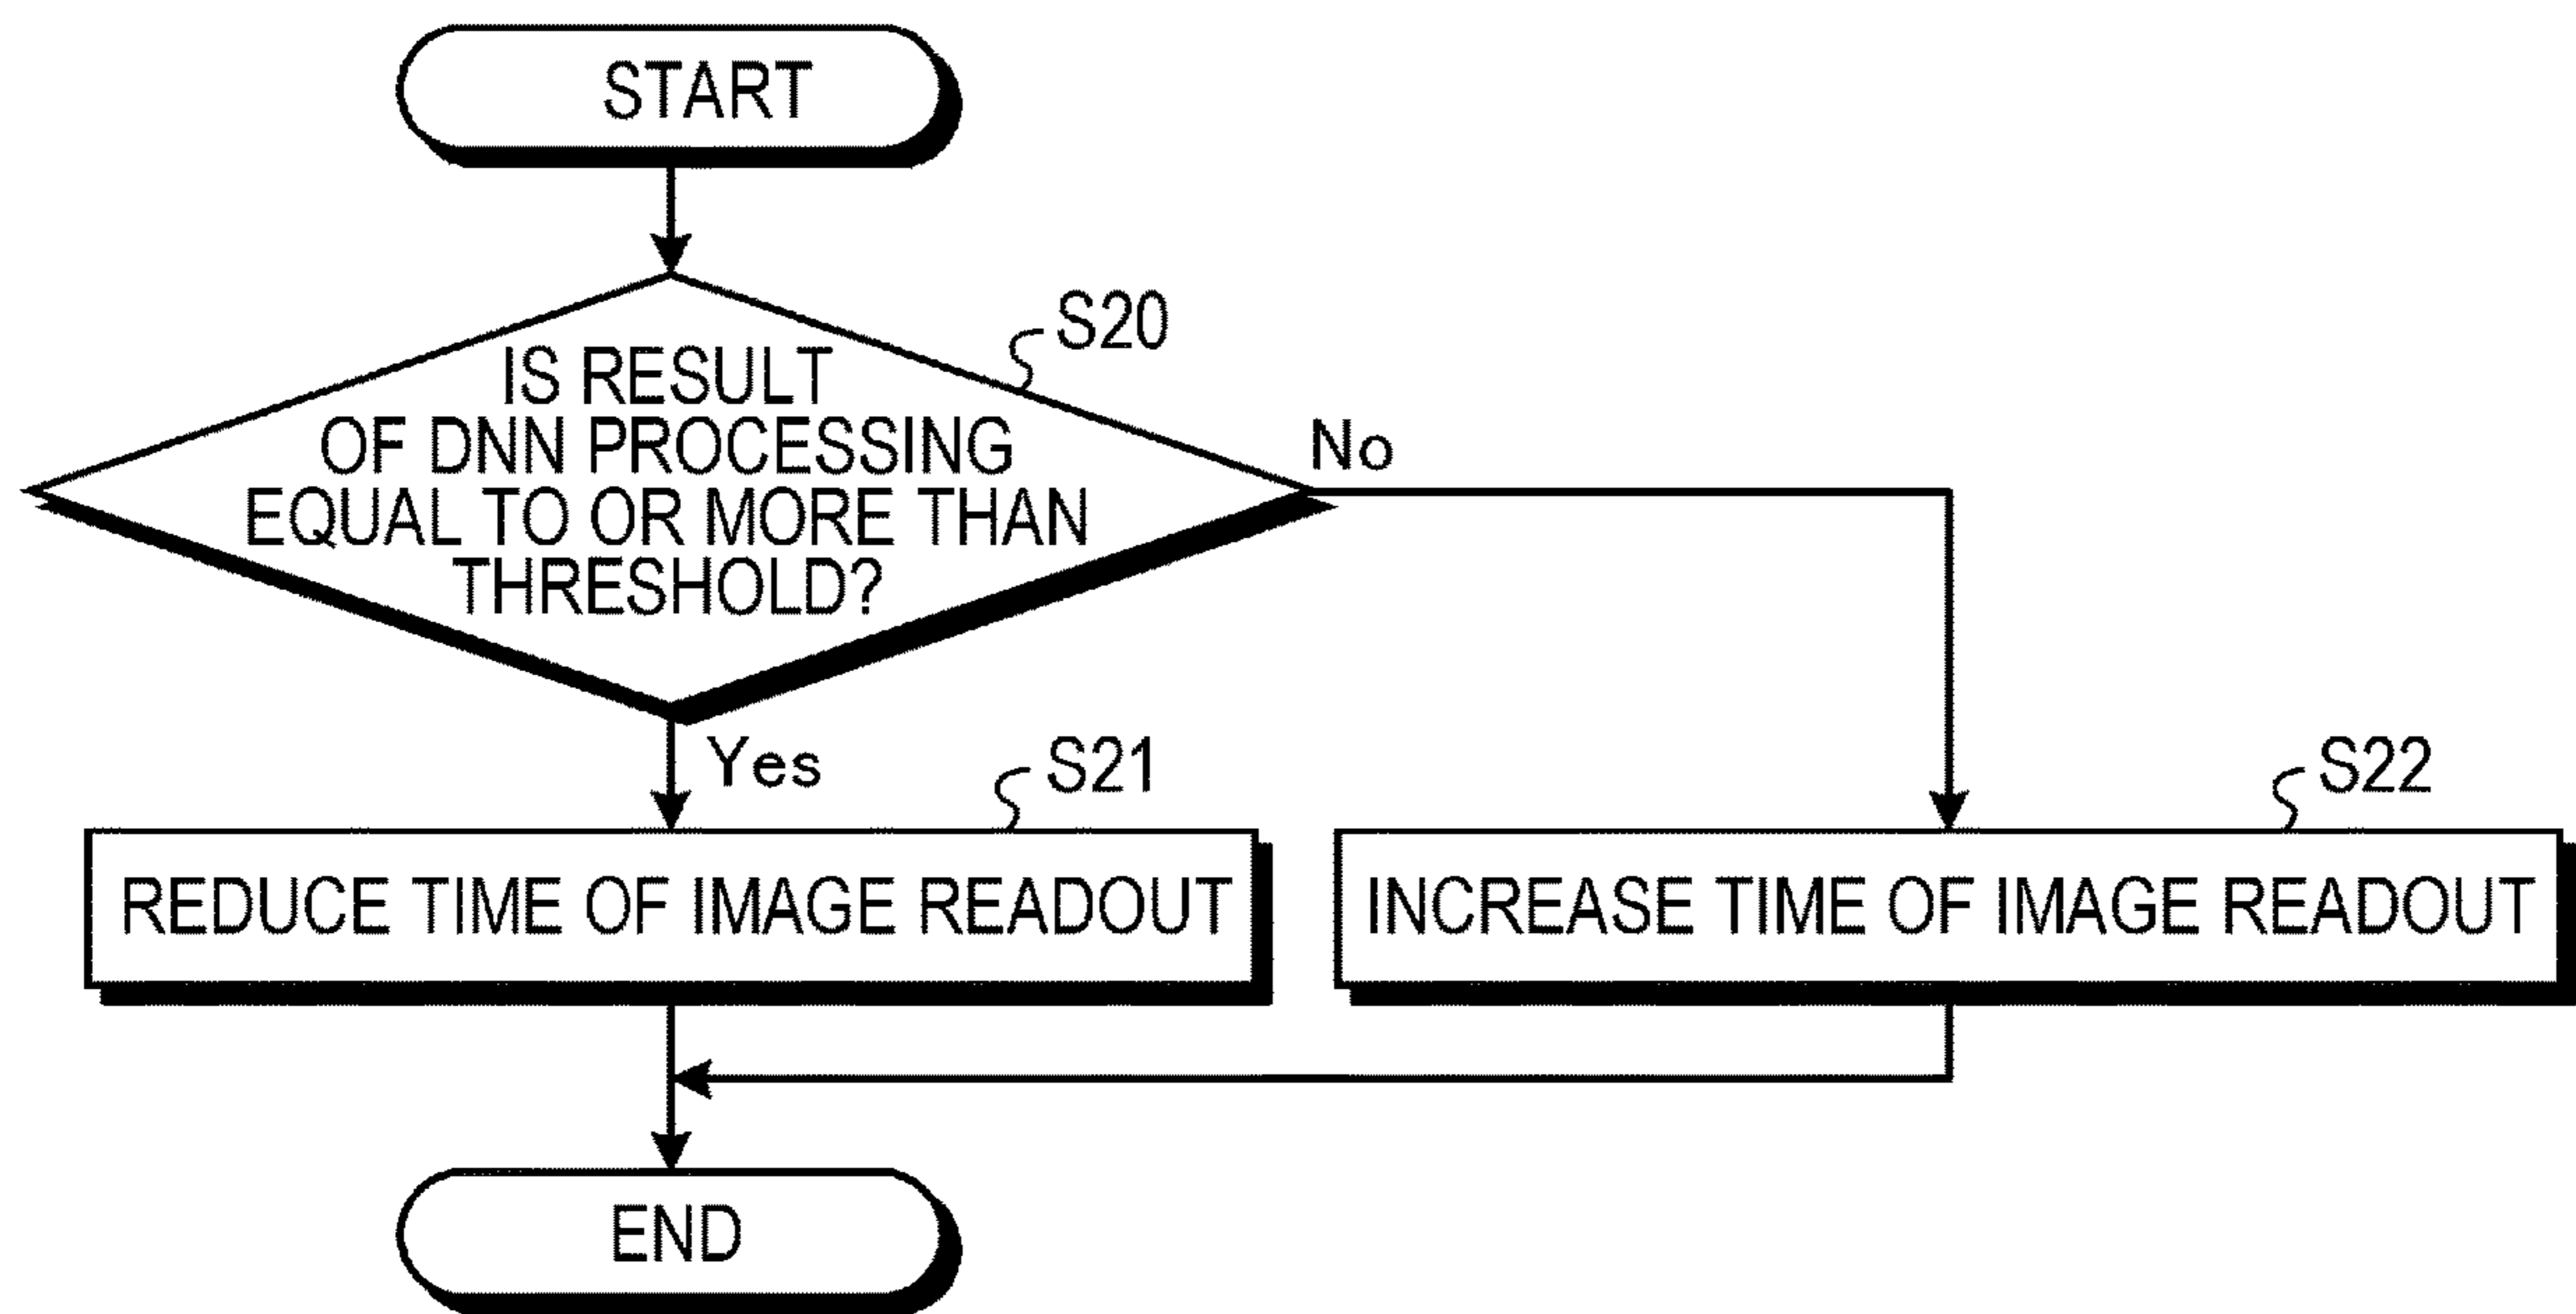 START
S20
IS RESULT
OF DNN PROCESSING
EQUAL TO OR MORE THAN
THRESHOLD?
No
Yes
S21
S22
REDUCE TIME OF IMAGE READOUT
INCREASE TIME OF IMAGE READOUT
END